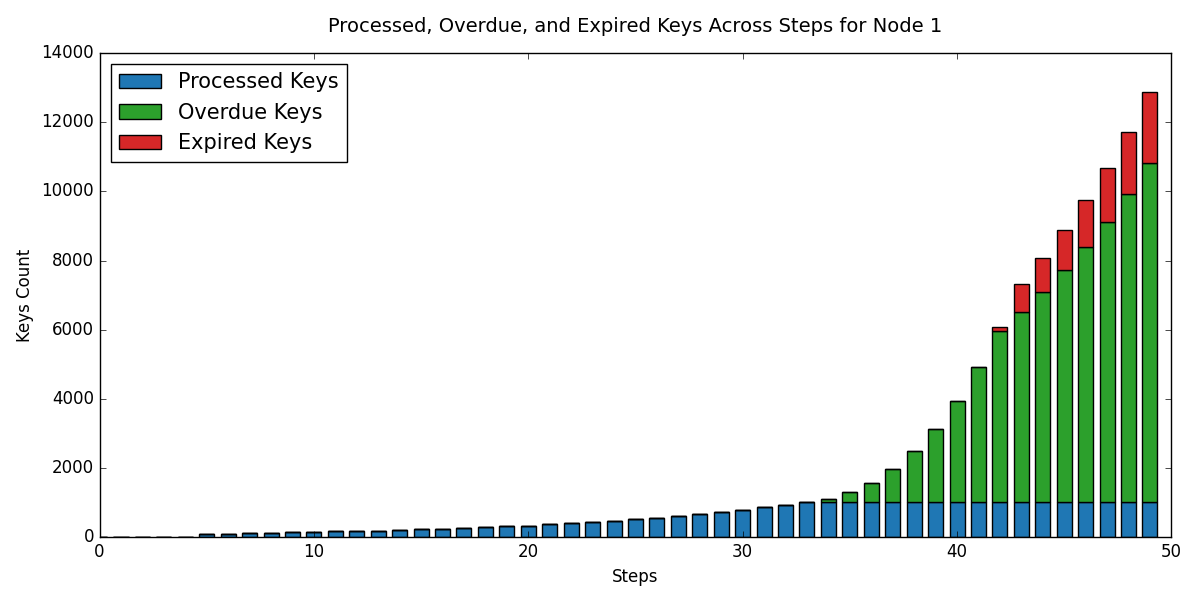 Processed, Overdue, and Expired Keys Across Steps for Node 1
14000
12000
10000
8000
6000
4000
2000
0
Keys Count
Processed Keys
Overdue Keys
Expired Keys
0 10 20 30 40 50
Steps